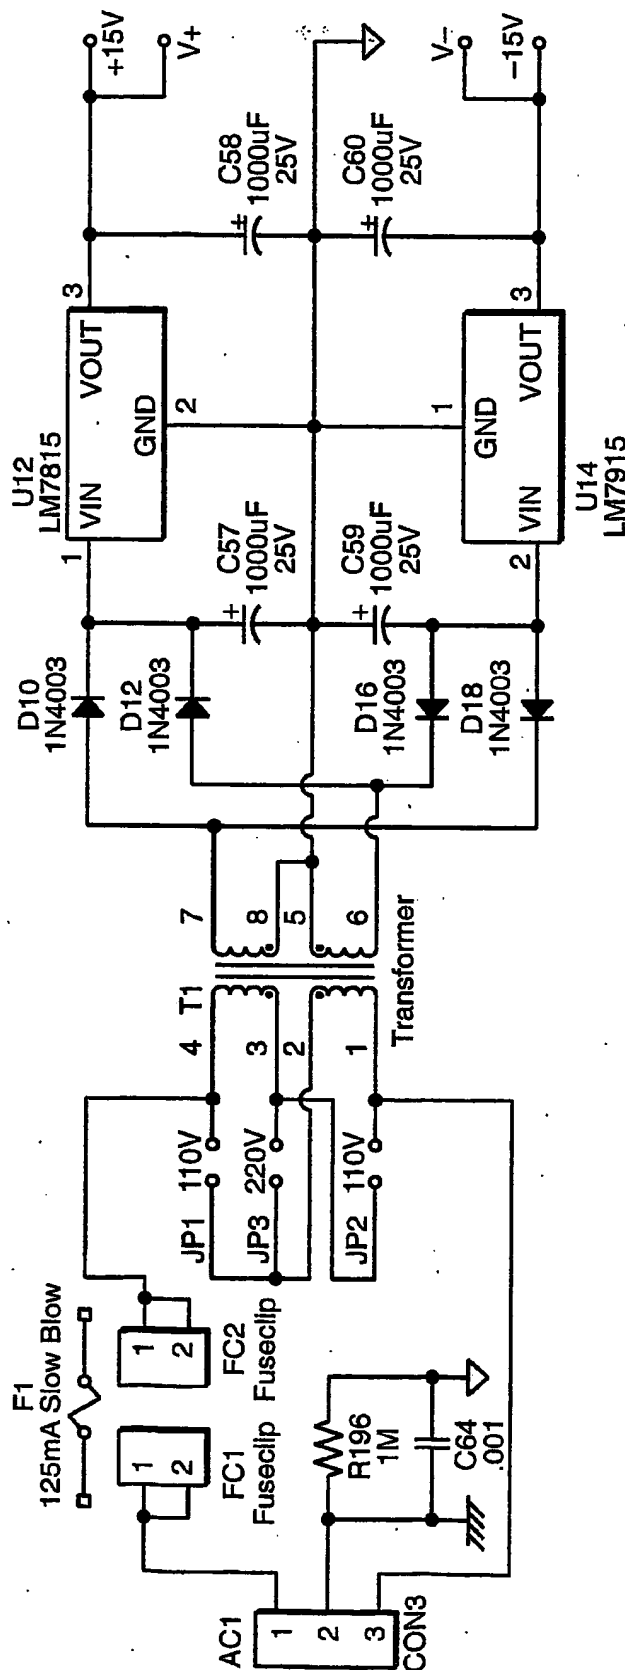 F1
125mA Slow Blow
1
2
FC1
Fuseclip
1
2
FC2
Fuseclip
AC1
1
2
3
CON3
R196
1M
C64
.001
JP1
110V
JP3
220V
JP2
110V
4
3
2
1
T1
Transformer
7
8
5
6
D10
1N4003
D12
1N4003
D16
1N4003
D18
1N4003
C57
1000uF
25V
+
C59
1000uF
25V
+
U12
LM7815
1
VIN
VOUT
3
GND
2
U14
LM7915
2
VIN
VOUT
3
GND
1
C58
1000uF
25V
+
C60
1000uF
25V
+
+15V
V+
V-
-15V